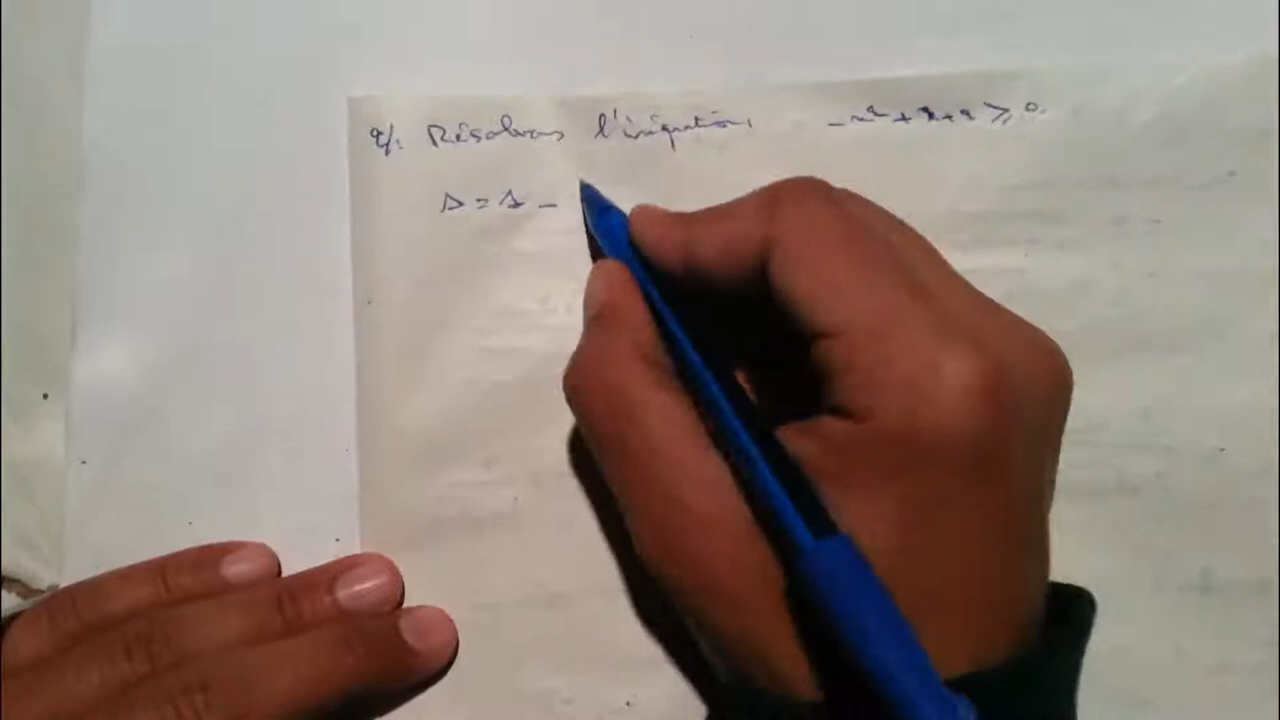 2/. Résolvons l'inéquation, -x² + x + 2 ⩾ 0.
Δ = 1 -